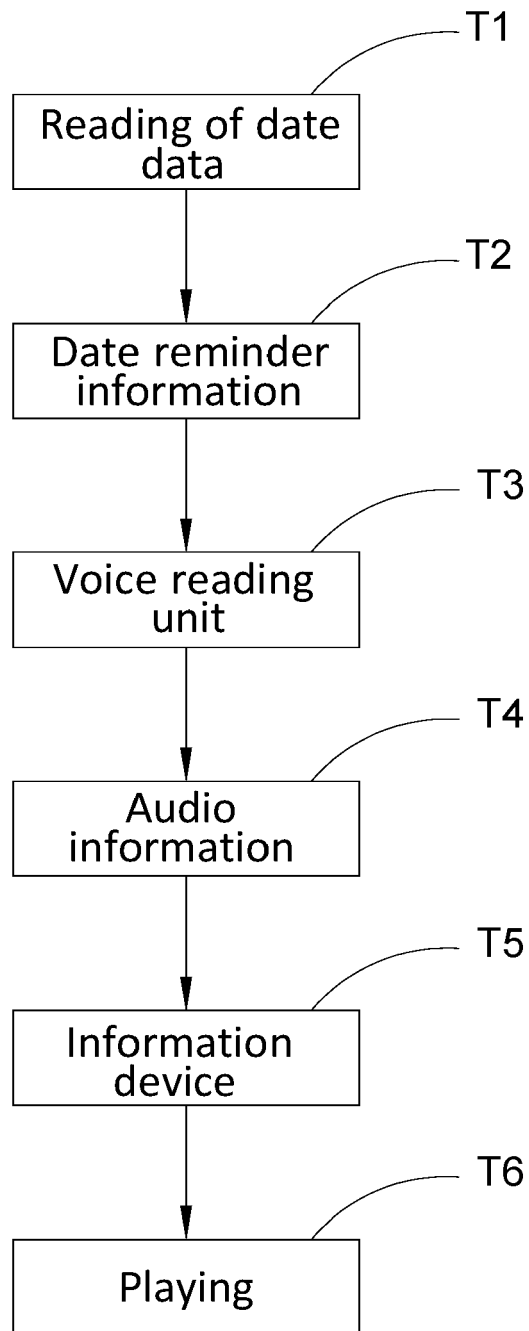 T1
Reading of date
data
T2
Date reminder
information
T3
Voice reading
unit
T4
Audio
information
T5
Information
device
T6
Playing